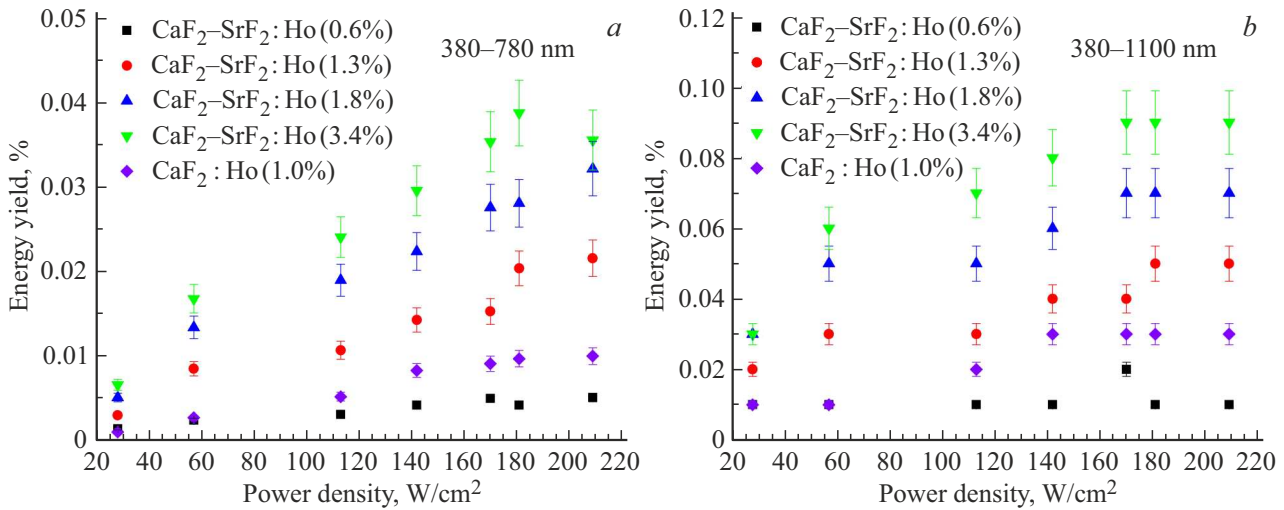 0.05
0.04
0.03
0.02
0.01
0
Energy yield, %
CaF₂–SrF₂ : Ho (0.6%)
CaF₂–SrF₂ : Ho (1.3%)
CaF₂–SrF₂ : Ho (1.8%)
CaF₂–SrF₂ : Ho (3.4%)
CaF₂ : Ho (1.0%)
a
380–780 nm
20 40 60 80 100 120 140 160 180 200 220
Power density, W/cm²
0.12
0.10
0.08
0.06
0.04
0.02
0
Energy yield, %
CaF₂–SrF₂ : Ho (0.6%)
CaF₂–SrF₂ : Ho (1.3%)
CaF₂–SrF₂ : Ho (1.8%)
CaF₂–SrF₂ : Ho (3.4%)
CaF₂ : Ho (1.0%)
b
380–1100 nm
20 40 60 80 100 120 140 160 180 200 220
Power density, W/cm²